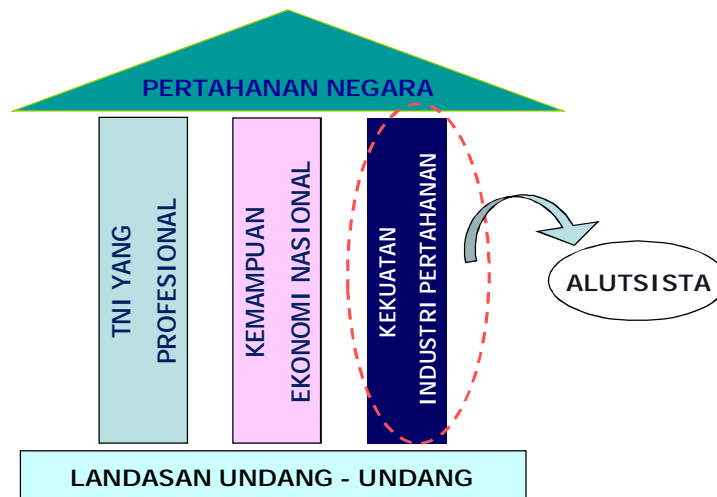 PERTAHANAN NEGARA
TNI YANG
PROFESIONAL
KEMAMPUAN
EKONOMI NASIONAL
KEKUATAN
INDUSTRI PERTAHANAN
ALUTSISTA
LANDASAN UNDANG - UNDANG